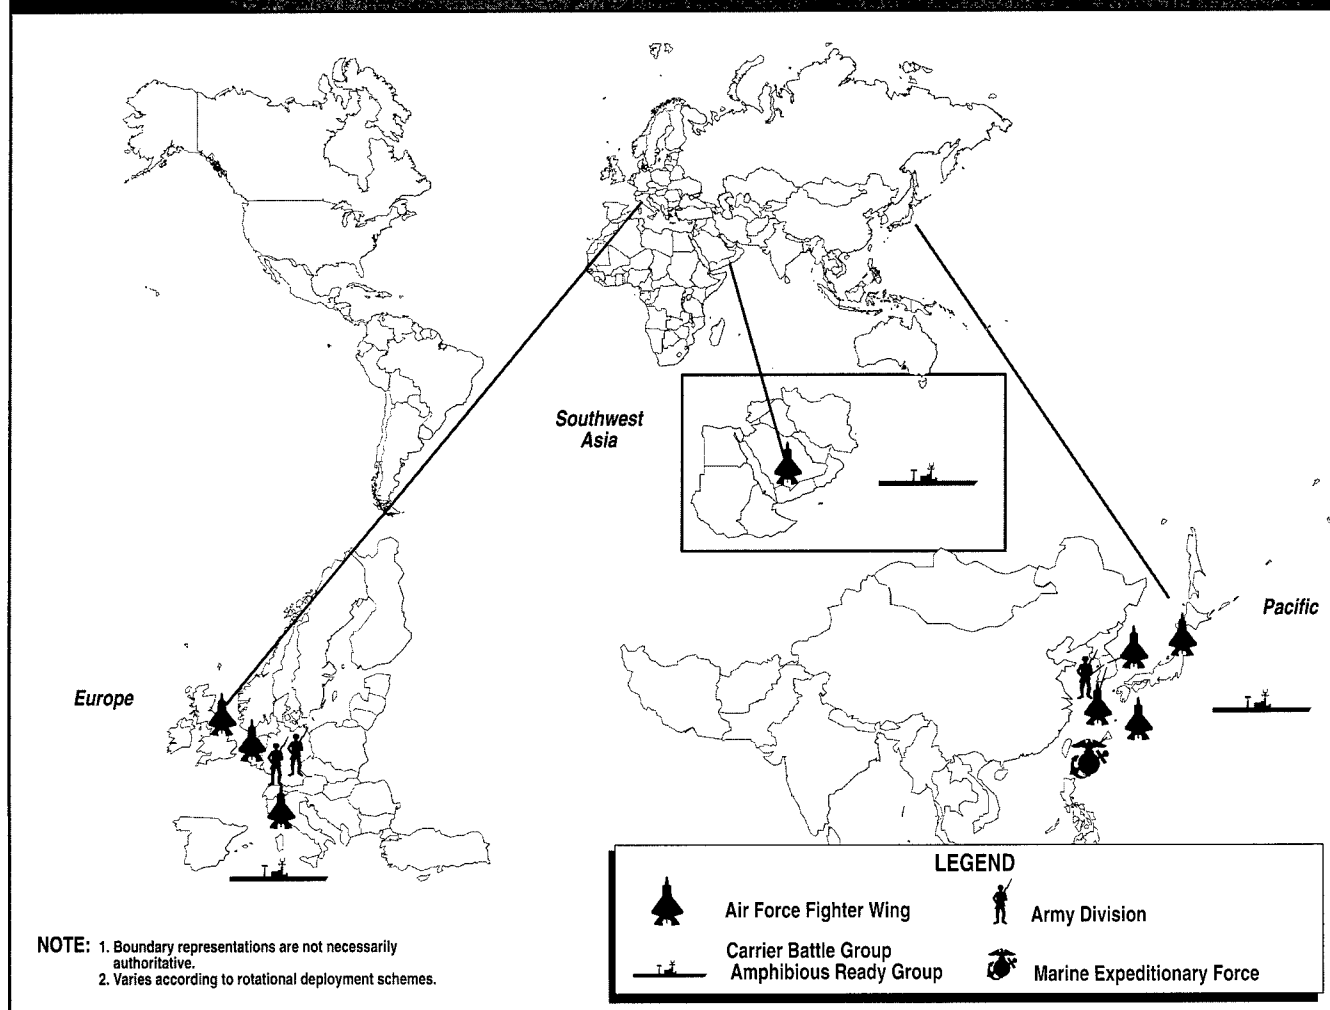 Southwest
Asia
Pacific
Europe
LEGEND
Air Force Fighter Wing
Army Division
Carrier Battle Group
Amphibious Ready Group
Marine Expeditionary Force
NOTE: 1. Boundary representations are not necessarily
authoritative.
2. Varies according to rotational deployment schemes.